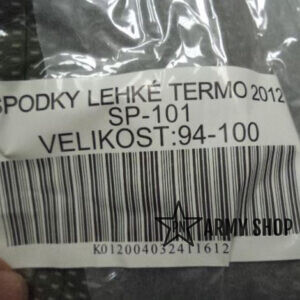 SPODKY LEHKÉ TERMO 2012
SP-101
VELIKOST:94-100
ARMY SHOP
K012004032411612